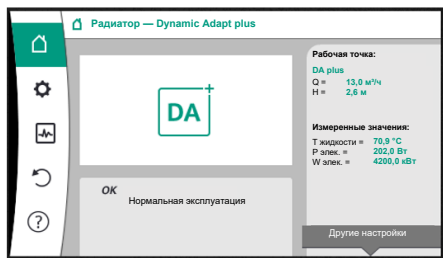 Радиатор — Dynamic Adapt plus
DA+
OK
Нормальная эксплуатация
Рабочая точка:
DA plus
Q = 13,0 м³/ч
H = 2,6 м
Измеренные значения:
T жидкости = 70,9 °C
P элек. = 202,0 Вт
W элек. = 4200,0 кВт
Другие настройки
?